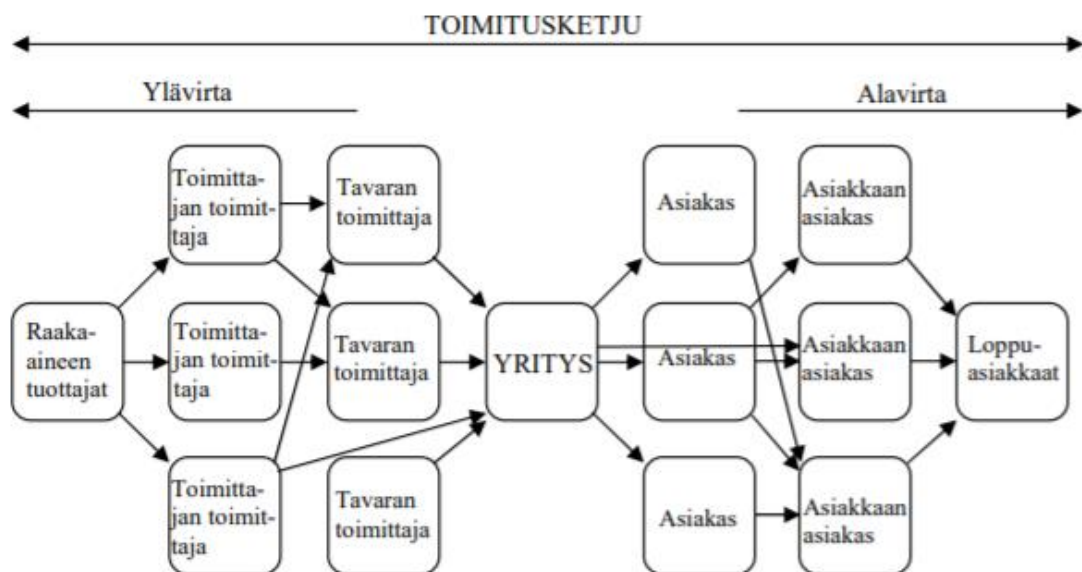 TOIMITUSKETJU
Ylävirta
Alavirta
Toimitta-
jan toimit-
taja
Tavaran
toimittaja
Asiakas
Asiakkaan
asiakas
Raaka-
aineen
tuottajat
Toimitta-
jan toimit-
taja
Tavaran
toimittaja
YRITYS
Asiakas
Asiakkaan
asiakas
Loppu-
asiakkaat
Toimitta-
jan toimit-
taja
Tavaran
toimittaja
Asiakas
Asiakkaan
asiakas